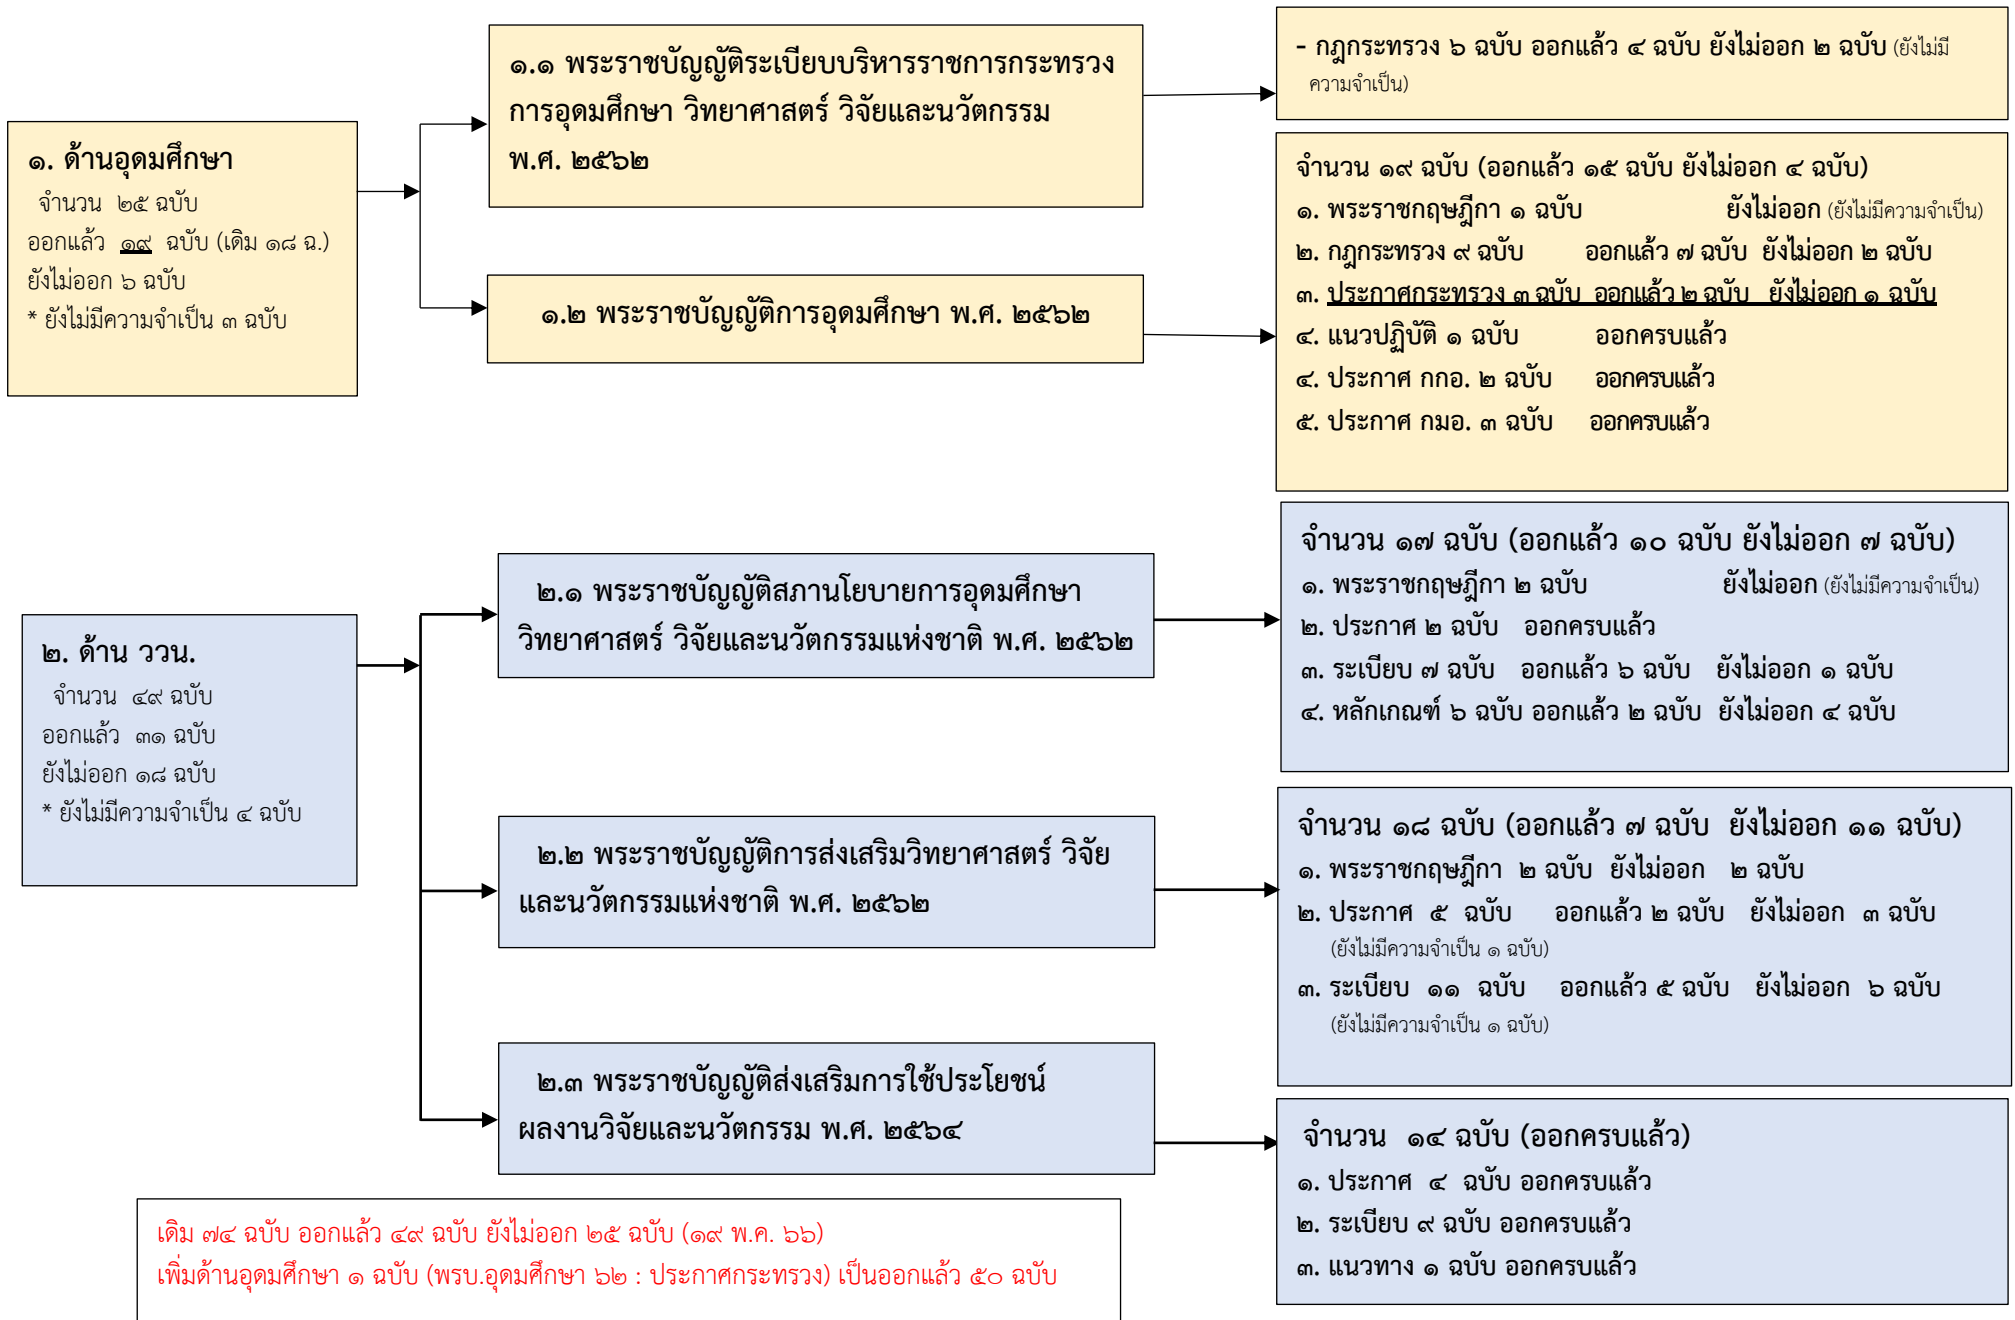 ๑. ด้านอุดมศึกษา
จำนวน ๒๕ ฉบับ
ออกแล้ว ๑๙ ฉบับ (เดิม ๑๘ ฉ.)
ยังไม่ออก ๖ ฉบับ
* ยังไม่มีความจำเป็น ๓ ฉบับ
๑.๑ พระราชบัญญัติระเบียบบริหารราชการกระทรวง
การอุดมศึกษา วิทยาศาสตร์ วิจัยและนวัตกรรม
พ.ศ. ๒๕๖๒
- กฎกระทรวง ๖ ฉบับ ออกแล้ว ๔ ฉบับ ยังไม่ออก ๒ ฉบับ (ยังไม่มี
ความจำเป็น)
๑.๒ พระราชบัญญัติการอุดมศึกษา พ.ศ. ๒๕๖๒
จำนวน ๑๙ ฉบับ (ออกแล้ว ๑๕ ฉบับ ยังไม่ออก ๔ ฉบับ)
๑. พระราชกฤษฎีกา ๑ ฉบับ ยังไม่ออก (ยังไม่มีความจำเป็น)
๒. กฎกระทรวง ๙ ฉบับ ออกแล้ว ๗ ฉบับ ยังไม่ออก ๒ ฉบับ
๓. ประกาศกระทรวง ๓ ฉบับ ออกแล้ว ๒ ฉบับ ยังไม่ออก ๑ ฉบับ
๔. แนวปฏิบัติ ๑ ฉบับ ออกครบแล้ว
๔. ประกาศ กกอ. ๒ ฉบับ ออกครบแล้ว
๕. ประกาศ กมอ. ๓ ฉบับ ออกครบแล้ว
๒. ด้าน ววน.
จำนวน ๔๙ ฉบับ
ออกแล้ว ๓๑ ฉบับ
ยังไม่ออก ๑๘ ฉบับ
* ยังไม่มีความจำเป็น ๔ ฉบับ
๒.๑ พระราชบัญญัติสภานโยบายการอุดมศึกษา
วิทยาศาสตร์ วิจัยและนวัตกรรมแห่งชาติ พ.ศ. ๒๕๖๒
จำนวน ๑๗ ฉบับ (ออกแล้ว ๑๐ ฉบับ ยังไม่ออก ๗ ฉบับ)
๑. พระราชกฤษฎีกา ๒ ฉบับ ยังไม่ออก (ยังไม่มีความจำเป็น)
๒. ประกาศ ๒ ฉบับ ออกครบแล้ว
๓. ระเบียบ ๗ ฉบับ ออกแล้ว ๖ ฉบับ ยังไม่ออก ๑ ฉบับ
๔. หลักเกณฑ์ ๖ ฉบับ ออกแล้ว ๒ ฉบับ ยังไม่ออก ๔ ฉบับ
๒.๒ พระราชบัญญัติการส่งเสริมวิทยาศาสตร์ วิจัย
และนวัตกรรมแห่งชาติ พ.ศ. ๒๕๖๒
จำนวน ๑๘ ฉบับ (ออกแล้ว ๗ ฉบับ ยังไม่ออก ๑๑ ฉบับ)
๑. พระราชกฤษฎีกา ๒ ฉบับ ยังไม่ออก ๒ ฉบับ
๒. ประกาศ ๕ ฉบับ ออกแล้ว ๒ ฉบับ ยังไม่ออก ๓ ฉบับ
(ยังไม่มีความจำเป็น ๑ ฉบับ)
๓. ระเบียบ ๑๑ ฉบับ ออกแล้ว ๕ ฉบับ ยังไม่ออก ๖ ฉบับ
(ยังไม่มีความจำเป็น ๑ ฉบับ)
๒.๓ พระราชบัญญัติส่งเสริมการใช้ประโยชน์
ผลงานวิจัยและนวัตกรรม พ.ศ. ๒๕๖๔
จำนวน ๑๔ ฉบับ (ออกครบแล้ว)
๑. ประกาศ ๔ ฉบับ ออกครบแล้ว
๒. ระเบียบ ๙ ฉบับ ออกครบแล้ว
๓. แนวทาง ๑ ฉบับ ออกครบแล้ว
เดิม ๗๔ ฉบับ ออกแล้ว ๔๙ ฉบับ ยังไม่ออก ๒๕ ฉบับ (๑๙ พ.ค. ๖๖)
เพิ่มด้านอุดมศึกษา ๑ ฉบับ (พรบ.อุดมศึกษา ๖๒ : ประกาศกระทรวง) เป็นออกแล้ว ๕๐ ฉบับ